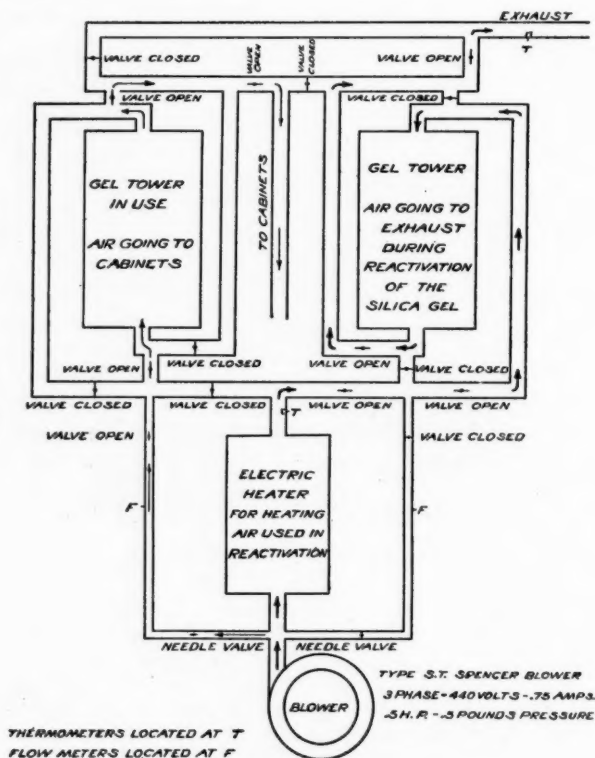 EXHAUST
T
VALVE CLOSED
VALVE OPEN
VALVE CLOSED
VALVE OPEN
VALVE OPEN
VALVE CLOSED
GEL TOWER
IN USE
AIR GOING TO
CABINETS
TO CABINETS
GEL TOWER
AIR GOING TO
EXHAUST
DURING
REACTIVATION
OF THE
SILICA GEL
VALVE OPEN
VALVE CLOSED
VALVE OPEN
VALVE CLOSED
VALVE CLOSED
VALVE CLOSED
VALVE OPEN
VALVE OPEN
T
VALVE OPEN
VALVE CLOSED
ELECTRIC
HEATER
FOR HEATING
AIR USED IN
REACTIVATION
F
F
NEEDLE VALVE
NEEDLE VALVE
BLOWER
TYPE S.T. SPENCER BLOWER
3 PHASE-440 VOLTS-.75 AMPS.
.5 H.P. - .5 POUNDS PRESSURE
THERMOMETERS LOCATED AT T
FLOW METERS LOCATED AT F